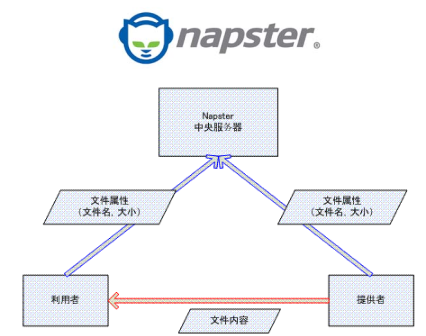 napster.
Napster
中央服务器
文件属性
（文件名, 大小）
文件属性
（文件名, 大小）
利用者
提供者
文件内容